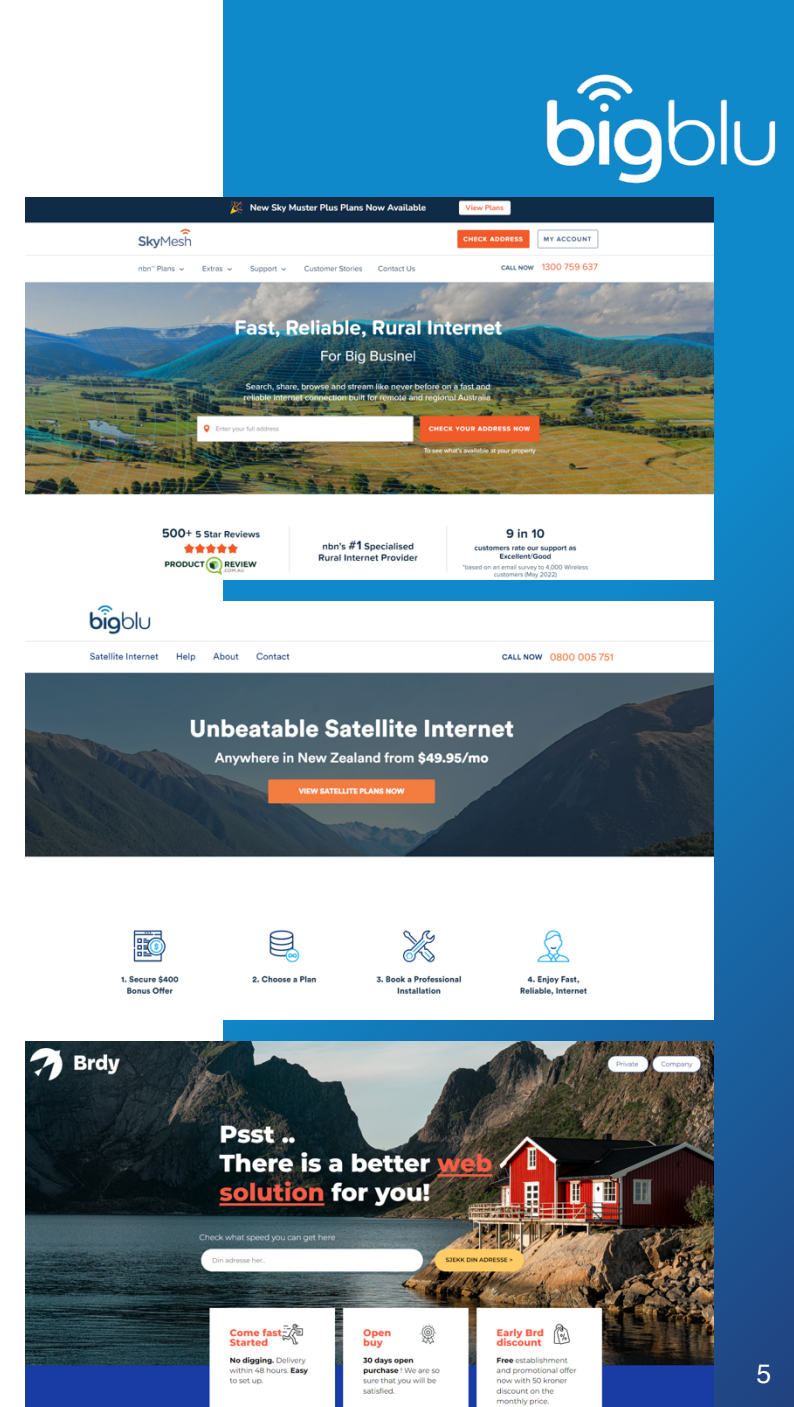 bigblu
New Sky Muster Plus Plans Now Available
View Plans
SkyMesh
CHECK ADDRESS
MY ACCOUNT
nbn™ Plans
Extras
Support
Customer Stories
Contact Us
CALL NOW 1300 759 637
Fast, Reliable, Rural Internet
For Big Busine|
Search, share, browse and stream like never before on a fast and
reliable Internet connection built for remote and regional Australia
Enter your full address
CHECK YOUR ADDRESS NOW
To see what's available at your property
500+ 5 Star Reviews
PRODUCT REVIEW
.COM.AU
nbn's #1 Specialised
Rural Internet Provider
9 in 10
customers rate our support as
Excellent/Good
*based on an email survey to 4,000 Wireless
customers (May 2022)
bigblu
Satellite Internet
Help
About
Contact
CALL NOW 0800 005 751
Unbeatable Satellite Internet
Anywhere in New Zealand from $49.95/mo
VIEW SATELLITE PLANS NOW
1. Secure $400
Bonus Offer
2. Choose a Plan
3. Book a Professional
Installation
4. Enjoy Fast,
Reliable, Internet
Brdy
Private
Company
Psst ..
There is a better web
solution for you!
Check what speed you can get here
Din adresse her..
SJEKK DIN ADRESSE >
Come fast
Started
No digging. Delivery
within 48 hours. Easy
to set up.
Open
buy
30 days open
purchase ! We are so
sure that you will be
satisfied.
Early Brd
discount
Free establishment
and promotional offer
now with 50 kroner
discount on the
monthly price.
5